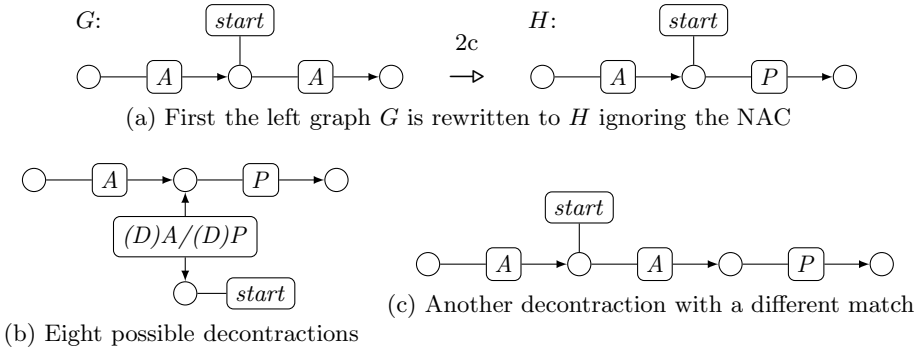 G:
start
A
A
2c
H:
start
A
P
(a) First the left graph G is rewritten to H ignoring the NAC
A
P
(D)A/(D)P
start
(b) Eight possible decontractions
start
A
A
P
(c) Another decontraction with a different match